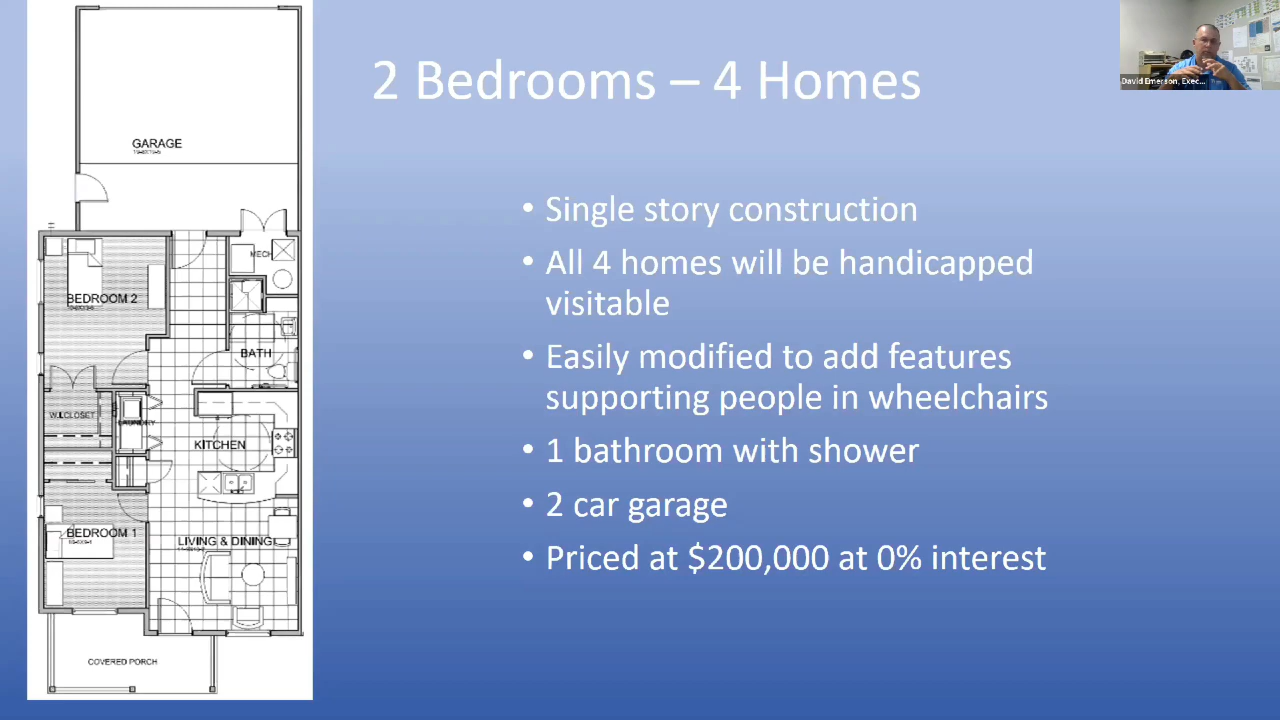 2 Bedrooms – 4 Homes
David Emerson, Exec...
• Single story construction
• All 4 homes will be handicapped
visitable
• Easily modified to add features
supporting people in wheelchairs
• 1 bathroom with shower
• 2 car garage
• Priced at $200,000 at 0% interest
GARAGE
MECH
BEDROOM 2
BATH
W.I.CLOSET
LAUNDRY
KITCHEN
BEDROOM 1
LIVING & DINING
COVERED PORCH